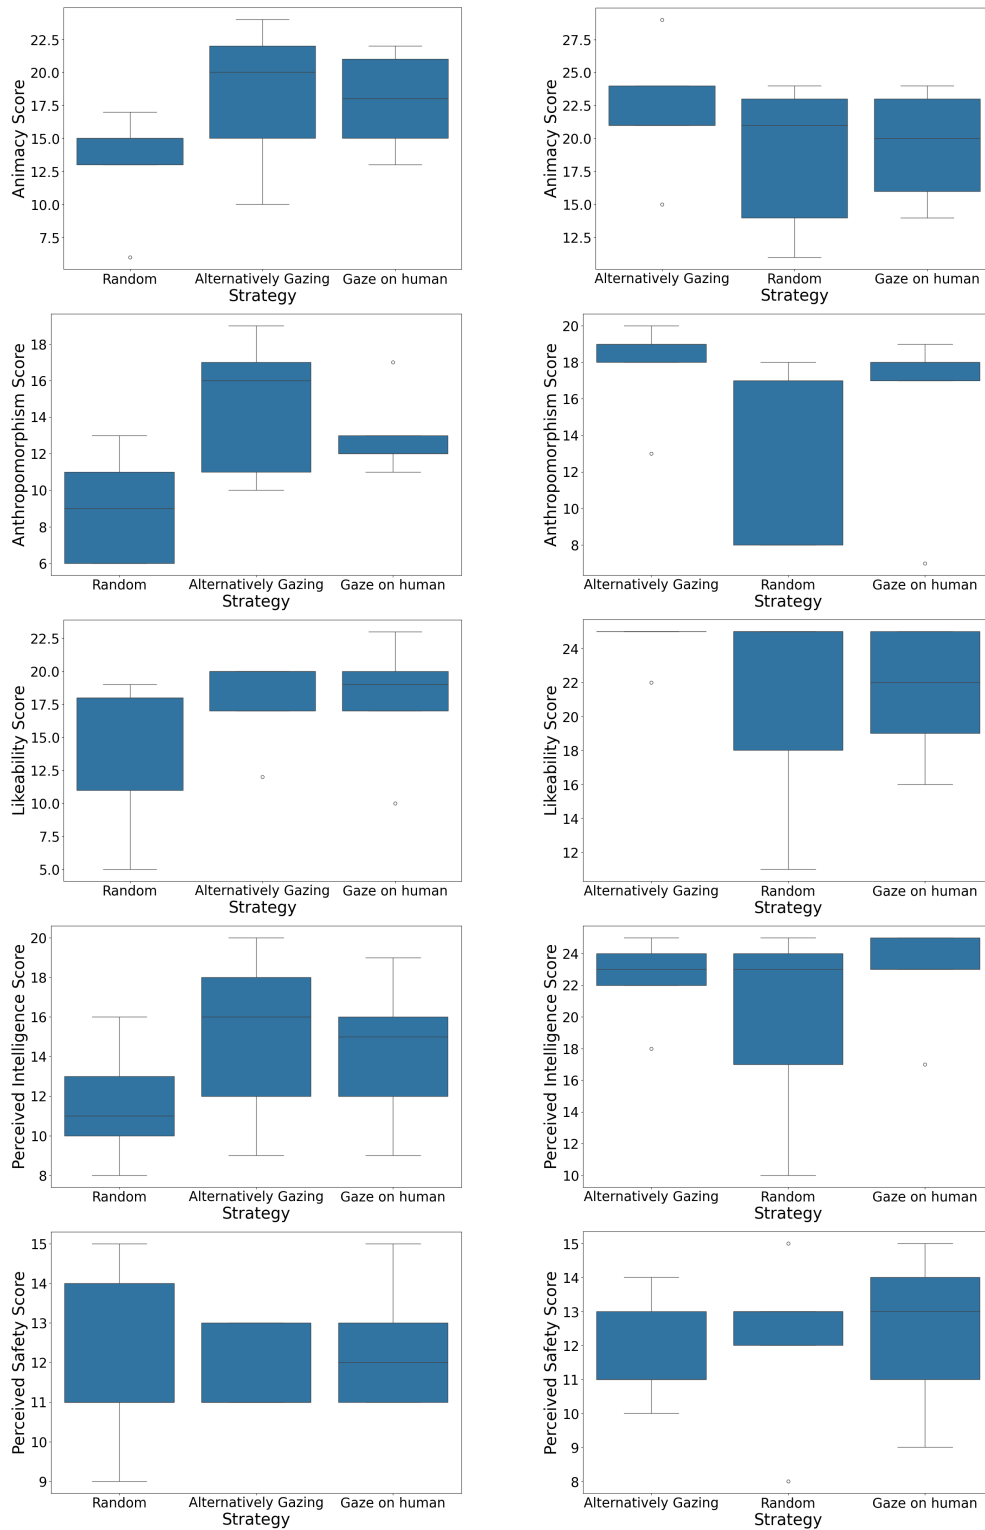 Animacy Score
22.5
20.0
17.5
15.0
12.5
10.0
7.5
Random Alternatively Gazing Gaze on human
Strategy
Animacy Score
27.5
25.0
22.5
20.0
17.5
15.0
12.5
Alternatively Gazing Random Gaze on human
Strategy
Anthropomorphism Score
18
16
14
12
10
8
6
Random Alternatively Gazing Gaze on human
Strategy
Anthropomorphism Score
20
18
16
14
12
10
8
Alternatively Gazing Random Gaze on human
Strategy
Likeability Score
22.5
20.0
17.5
15.0
12.5
10.0
7.5
5.0
Random Alternatively Gazing Gaze on human
Strategy
Likeability Score
24
22
20
18
16
14
12
Alternatively Gazing Random Gaze on human
Strategy
Perceived Intelligence Score
20
18
16
14
12
10
8
Random Alternatively Gazing Gaze on human
Strategy
Perceived Intelligence Score
24
22
20
18
16
14
12
10
Alternatively Gazing Random Gaze on human
Strategy
Perceived Safety Score
15
14
13
12
11
10
9
Random Alternatively Gazing Gaze on human
Strategy
Perceived Safety Score
15
14
13
12
11
10
9
8
Alternatively Gazing Random Gaze on human
Strategy